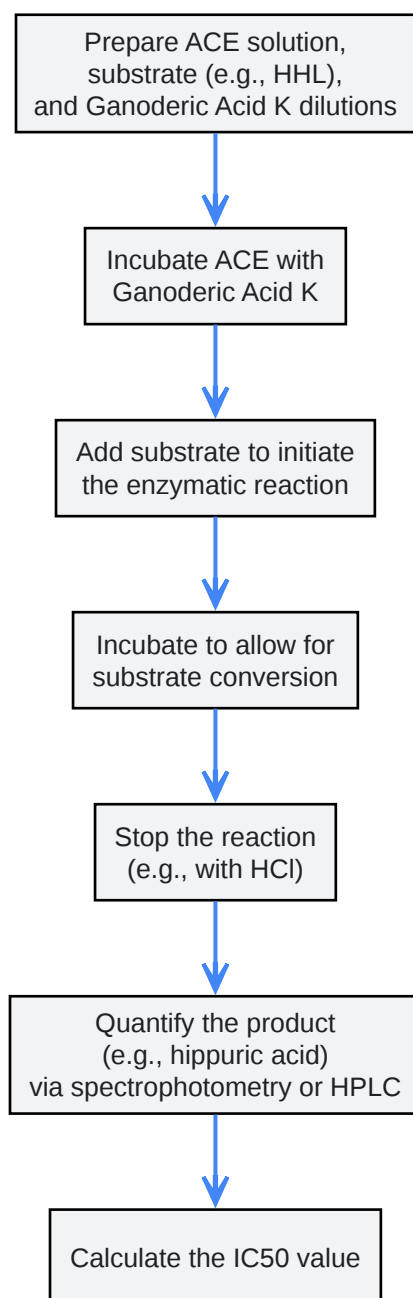 Prepare ACE solution,
substrate (e.g., HHL),
and Ganoderic Acid K dilutions
Incubate ACE with
Ganoderic Acid K
Add substrate to initiate
the enzymatic reaction
Incubate to allow for
substrate conversion
Stop the reaction
(e.g., with HCl)
Quantify the product
(e.g., hippuric acid)
via spectrophotometry or HPLC
Calculate the IC50 value